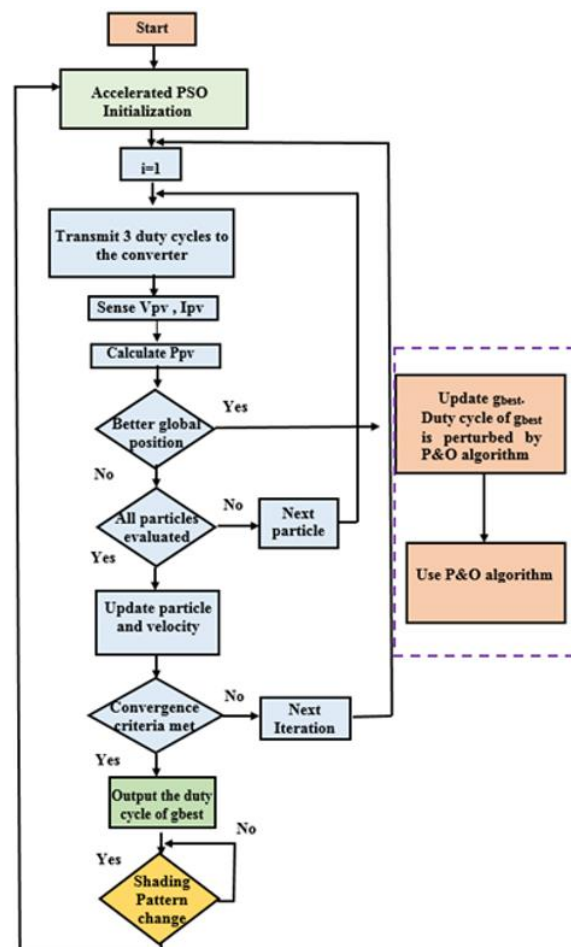 Start
Accelerated PSO
Initialization
i=1
Transmit 3 duty cycles to
the converter
Sense Vpv , Ipv
Calculate Ppv
Better global
position
Yes
No
Update gbest.
Duty cycle of gbest
is perturbed by
P&O algorithm
Use P&O algorithm
All particles
evaluated
No
Next
particle
Yes
Update particle
and velocity
Convergence
criteria met
No
Next
Iteration
Yes
Output the duty
cycle of gbest
No
Yes
Shading
Pattern
change